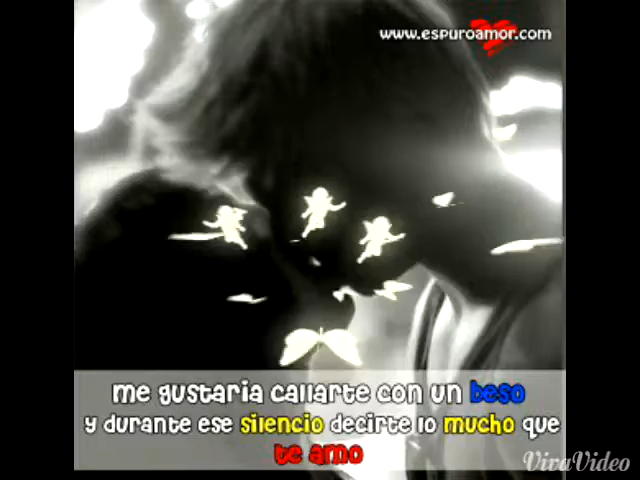 www.espuroamor.com
me gustaria callarte con un beso
y durante ese silencio decirte lo mucho que
te amo
VivaVideo